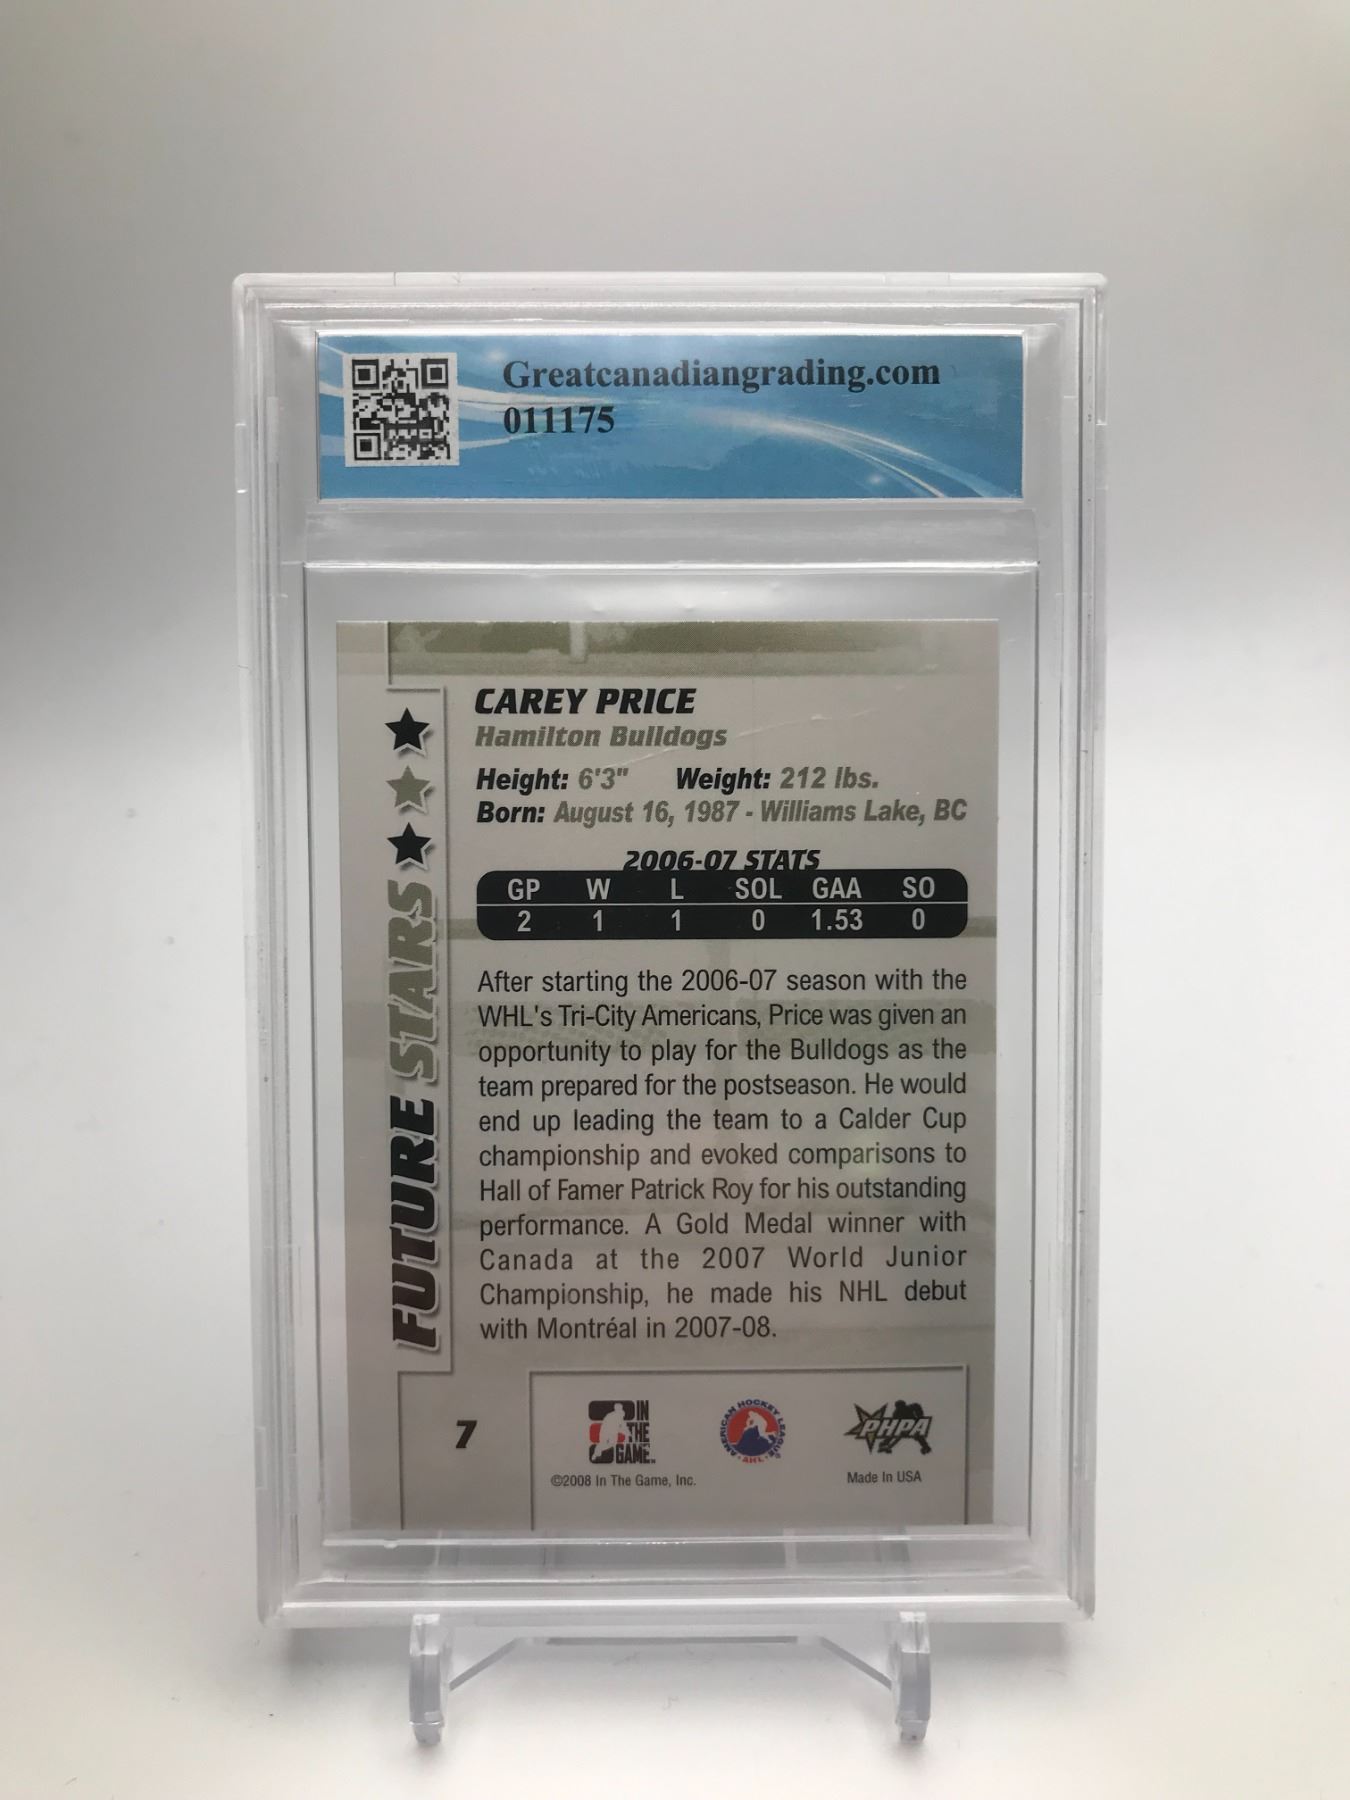 Greatcanadiangrading.com
011175
CAREY PRICE
Hamilton Bulldogs
Height: 6'3" Weight: 212 lbs.
Born: August 16, 1987 - Williams Lake, BC
2006-07 STATS
GP W L SOL GAA SO
2 1 1 0 1.53 0
After starting the 2006-07 season with the
WHL's Tri-City Americans, Price was given an
opportunity to play for the Bulldogs as the
team prepared for the postseason. He would
end up leading the team to a Calder Cup
championship and evoked comparisons to
Hall of Famer Patrick Roy for his outstanding
performance. A Gold Medal winner with
Canada at the 2007 World Junior
Championship, he made his NHL debut
with Montréal in 2007-08.
FUTURE STARS
7
IN
THE
GAME.
©2008 In The Game, Inc.
AMERICAN HOCKEY LEAGUE
AHL
PHPA
Made In USA